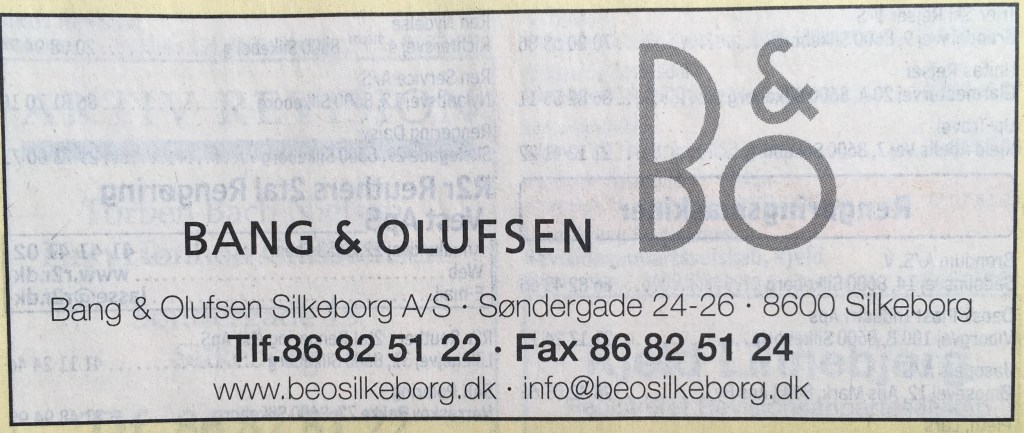 B&O
BANG & OLUFSEN
Bang & Olufsen Silkeborg A/S · Søndergade 24-26 · 8600 Silkeborg
Tlf.86 82 51 22 · Fax 86 82 51 24
www.beosilkeborg.dk · info@beosilkeborg.dk